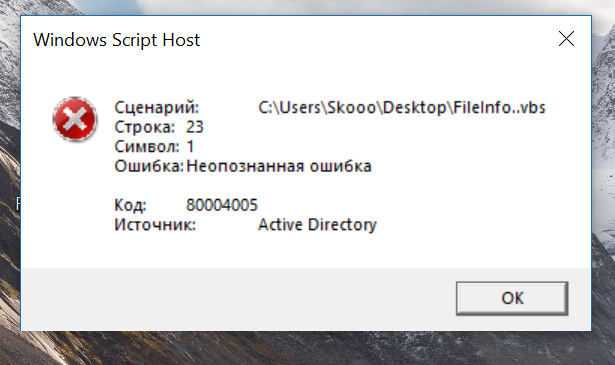 Windows Script Host
Сценарий: C:\Users\Skooo\Desktop\FileInfo..vbs
Строка: 23
Символ: 1
Ошибка: Неопознанная ошибка
Код: 80004005
Источник: Active Directory
OK